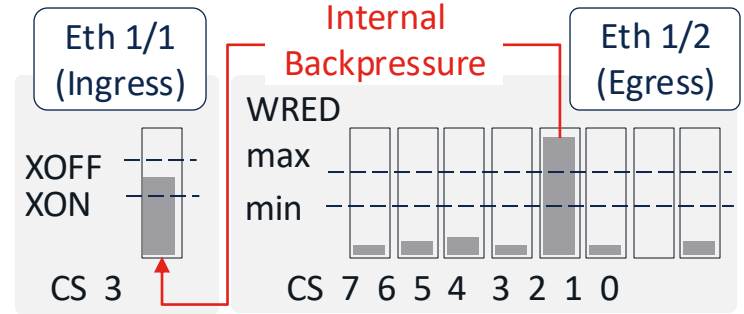 Eth 1/1
(Ingress)
Internal
Backpressure
Eth 1/2
(Egress)
XOFF
XON
CS 3
WRED
max
min
CS 7 6 5 4 3 2 1 0